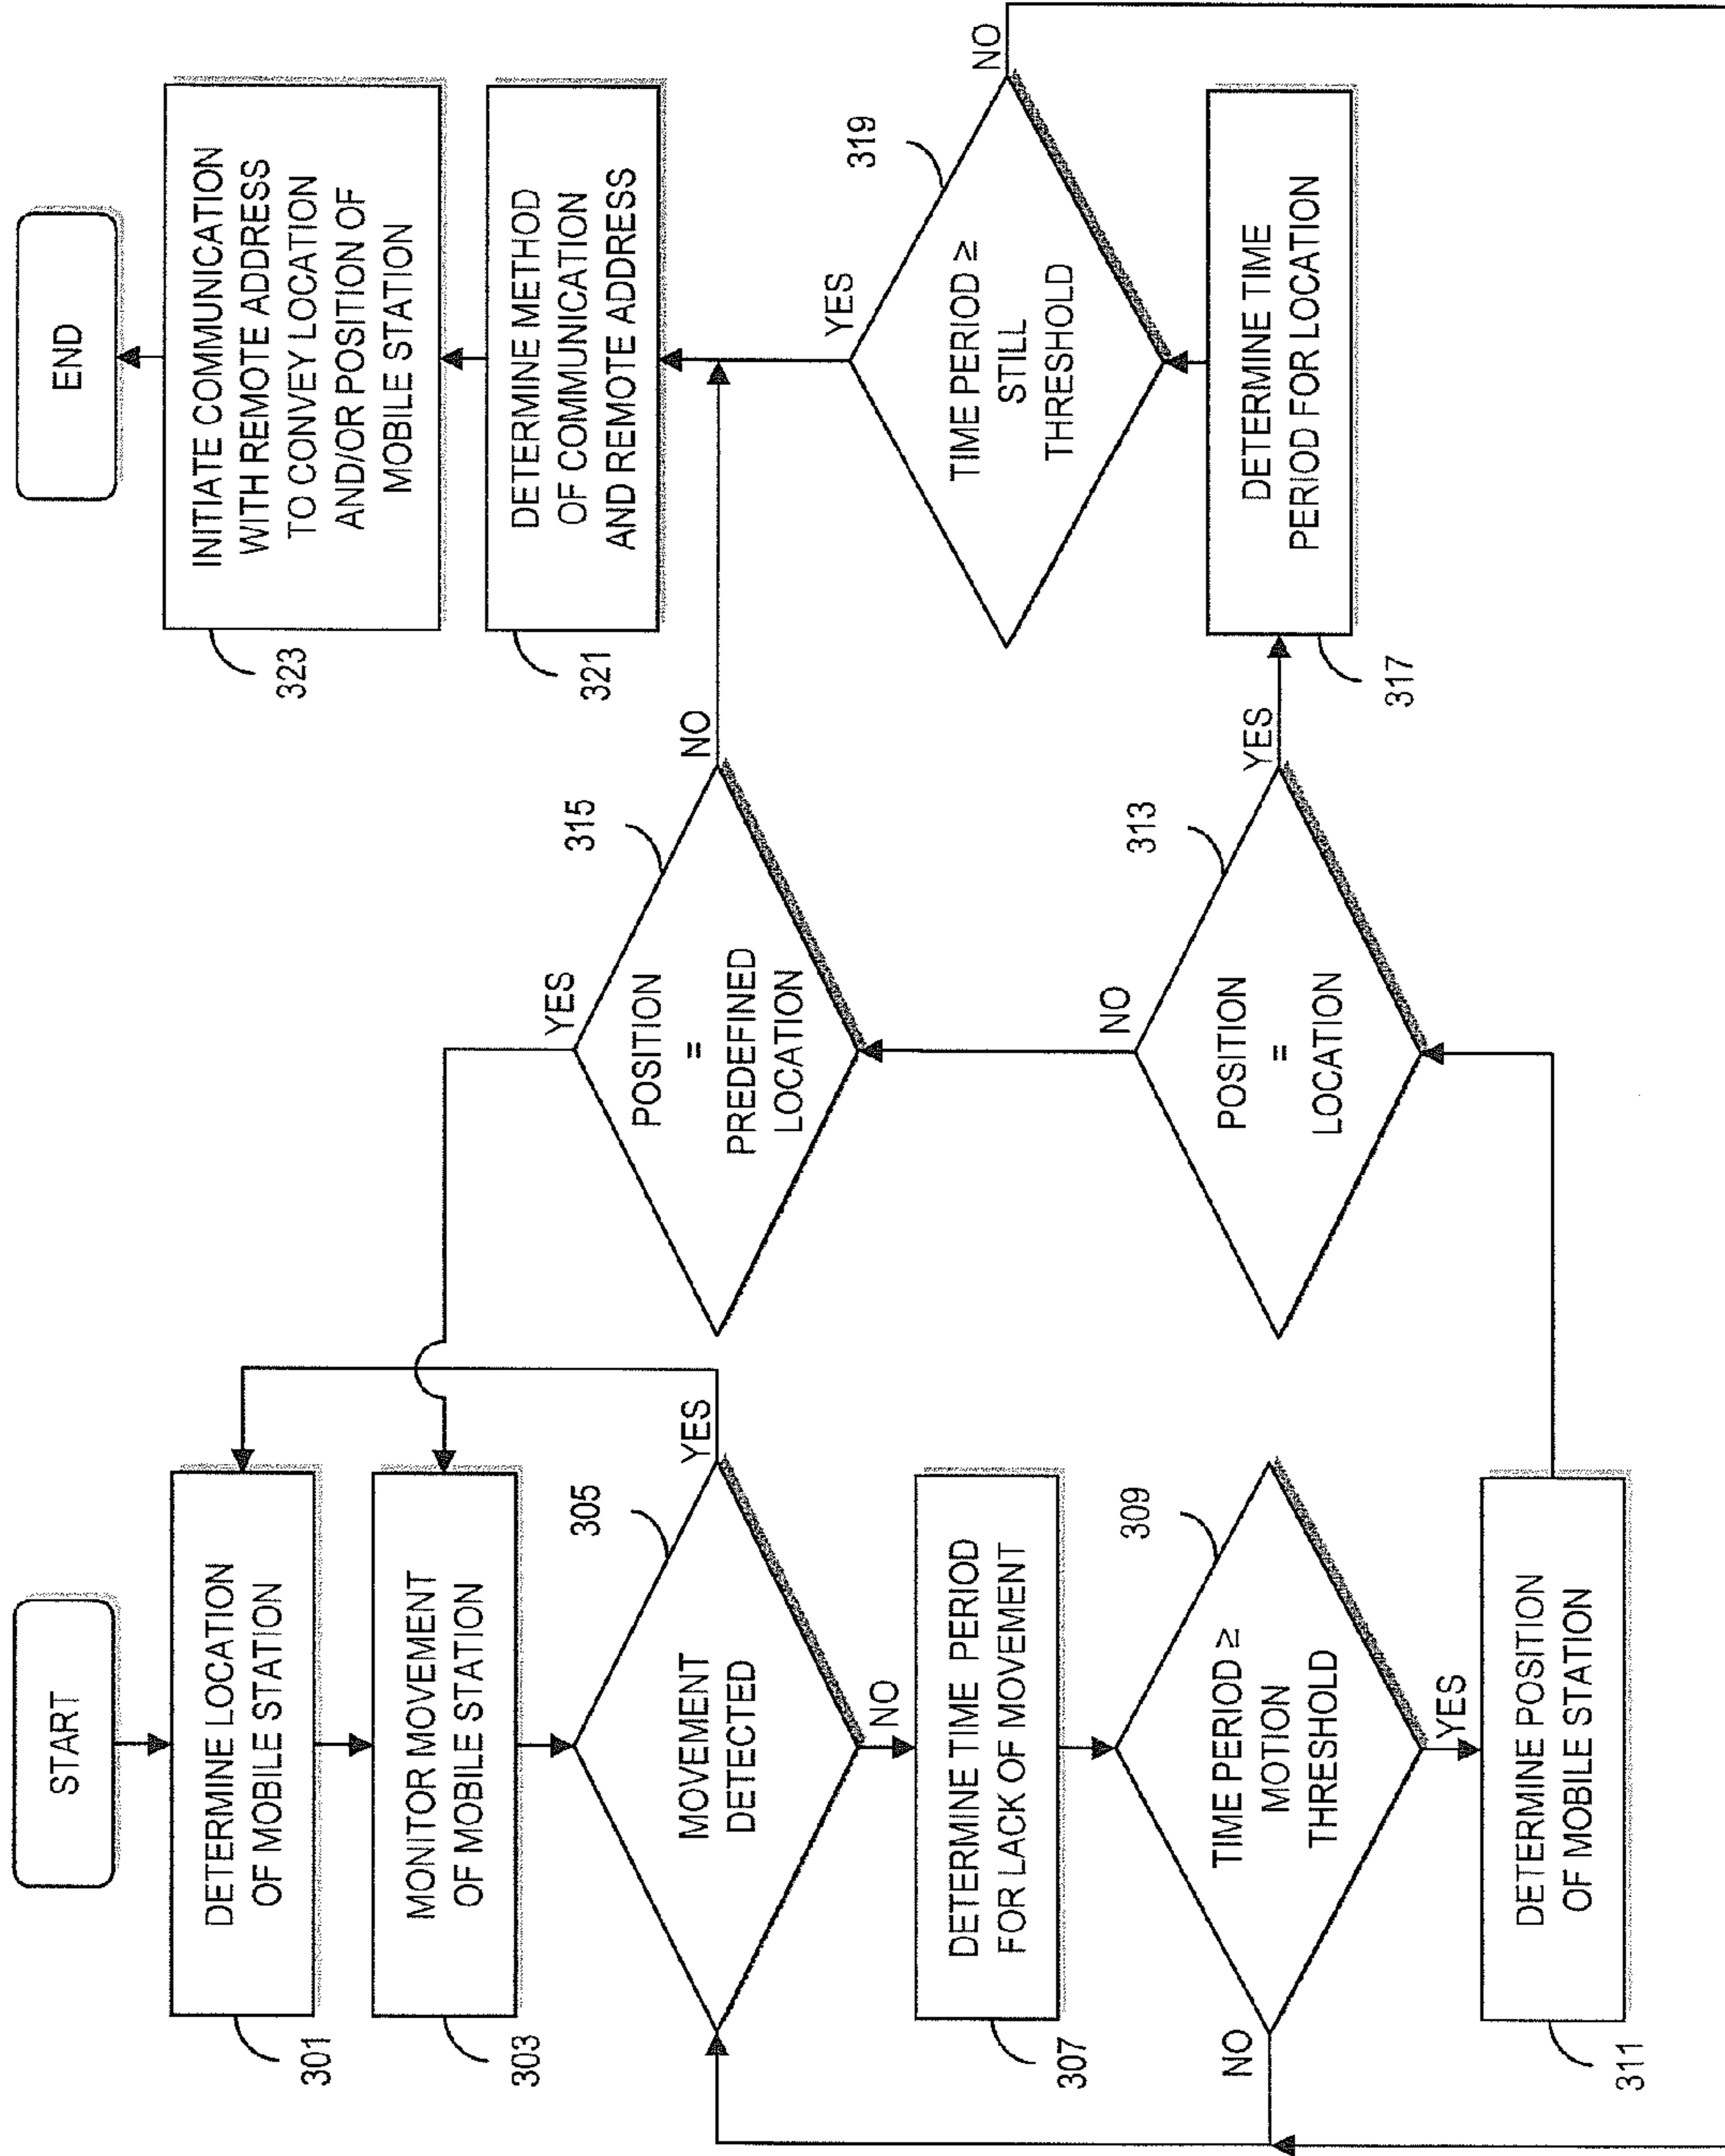 START
DETERMINE LOCATION
OF MOBILE STATION
301
MONITOR MOVEMENT
OF MOBILE STATION
303
MOVEMENT
DETECTED
305
YES
NO
DETERMINE TIME PERIOD
FOR LACK OF MOVEMENT
307
TIME PERIOD ≥
MOTION
THRESHOLD
309
NO
YES
DETERMINE POSITION
OF MOBILE STATION
311
POSITION
=
LOCATION
313
NO
YES
POSITION
=
PREDEFINED
LOCATION
315
YES
NO
DETERMINE TIME
PERIOD FOR LOCATION
317
TIME PERIOD ≥
STILL
THRESHOLD
319
YES
NO
DETERMINE METHOD
OF COMMUNICATION
AND REMOTE ADDRESS
321
INITIATE COMMUNICATION
WITH REMOTE ADDRESS
TO CONVEY LOCATION
AND/OR POSITION OF
MOBILE STATION
323
END